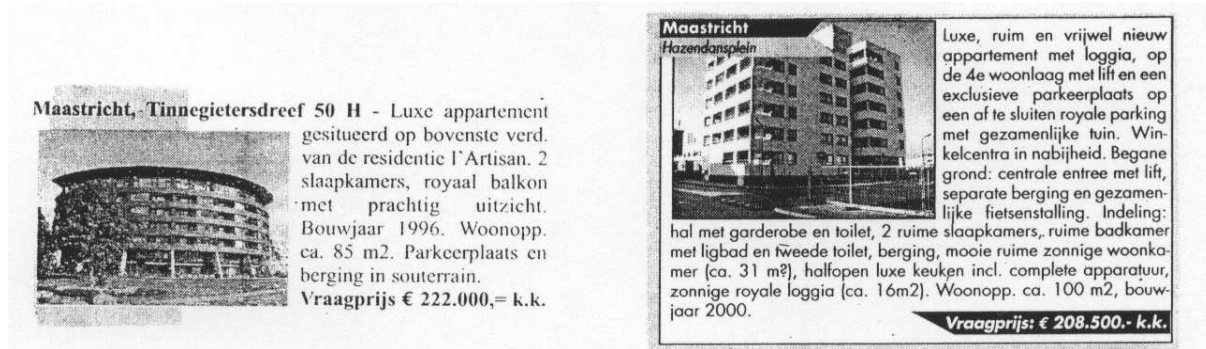 Maastricht, Tinnegietersdreef 50 H - Luxe appartement
gesitueerd op bovenste verd.
van de residentie l'Artisan. 2
slaapkamers, royaal balkon
met prachtig uitzicht.
Bouwjaar 1996. Woonopp.
ca. 85 m2. Parkeerplaats en
berging in souterrain.
Vraagprijs € 222.000,= k.k.
Maastricht
Hazendansplein
Luxe, ruim en vrijwel nieuw
appartement met loggia, op
de 4e woonlaag met lift en een
exclusieve parkeerplaats op
een af te sluiten royale parking
met gezamenlijke tuin. Win-
kelcentra in nabijheid. Begane
grond: centrale entree met lift,
separate berging en gezamen-
lijke fietsenstalling. Indeling:
hal met garderobe en toilet, 2 ruime slaapkamers, ruime badkamer
met ligbad en tweede toilet, berging, mooie ruime zonnige woonka-
mer (ca. 31 m?), halfopen luxe keuken incl. complete apparatuur,
zonnige royale loggia (ca. 16m2). Woonopp. ca. 100 m2, bouw-
jaar 2000.
Vraagprijs: € 208.500.- k.k.